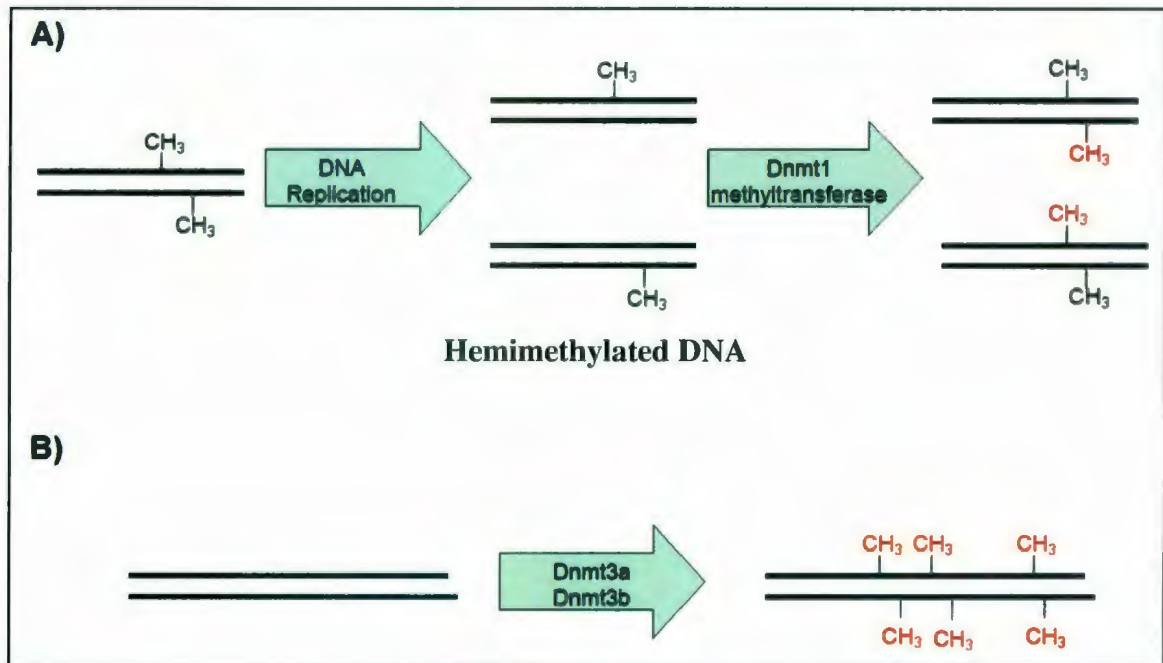 A)
CH₃
CH₃
DNA
Replication
CH₃
CH₃
Dnmt1
methyltransferase
CH₃
CH₃
CH₃
CH₃
Hemimethylated DNA
B)
Dnmt3a
Dnmt3b
CH₃ CH₃ CH₃
CH₃ CH₃ CH₃